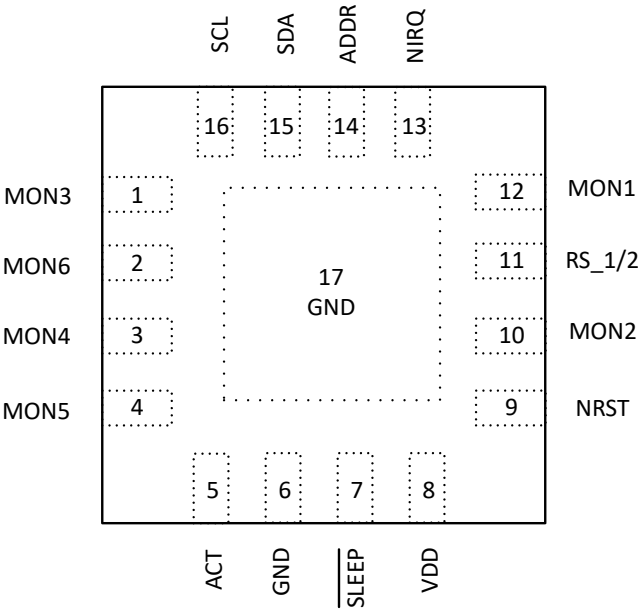 SCL SDA ADDR NIRQ
16 15 14 13
MON3 1 12 MON1
MON6 2 11 RS_1/2
17
GND
MON4 3 10 MON2
MON5 4 9 NRST
5 6 7 8
ACT GND SLEEP VDD